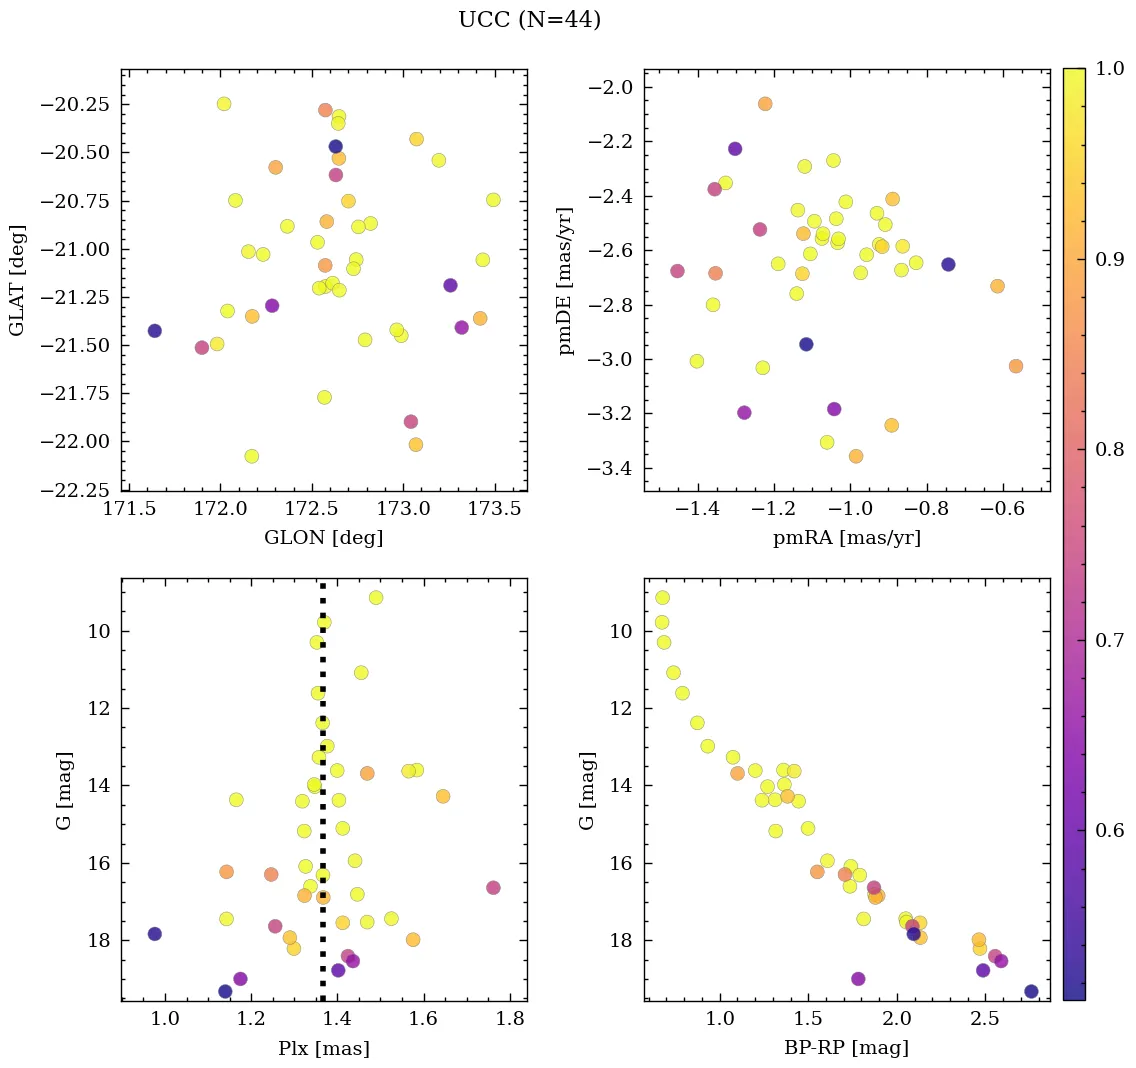 UCC (N=44)
−20.25
−20.50
−20.75
−21.00
−21.25
−21.50
−21.75
−22.00
−22.25
GLAT [deg]
171.5 172.0 172.5 173.0 173.5
GLON [deg]
−2.0
−2.2
−2.4
−2.6
−2.8
−3.0
−3.2
−3.4
pmDE [mas/yr]
−1.4 −1.2 −1.0 −0.8 −0.6
pmRA [mas/yr]
1.0
0.9
0.8
0.7
0.6
10
12
14
16
18
G [mag]
1.0 1.2 1.4 1.6 1.8
Plx [mas]
10
12
14
16
18
G [mag]
1.0 1.5 2.0 2.5
BP-RP [mag]